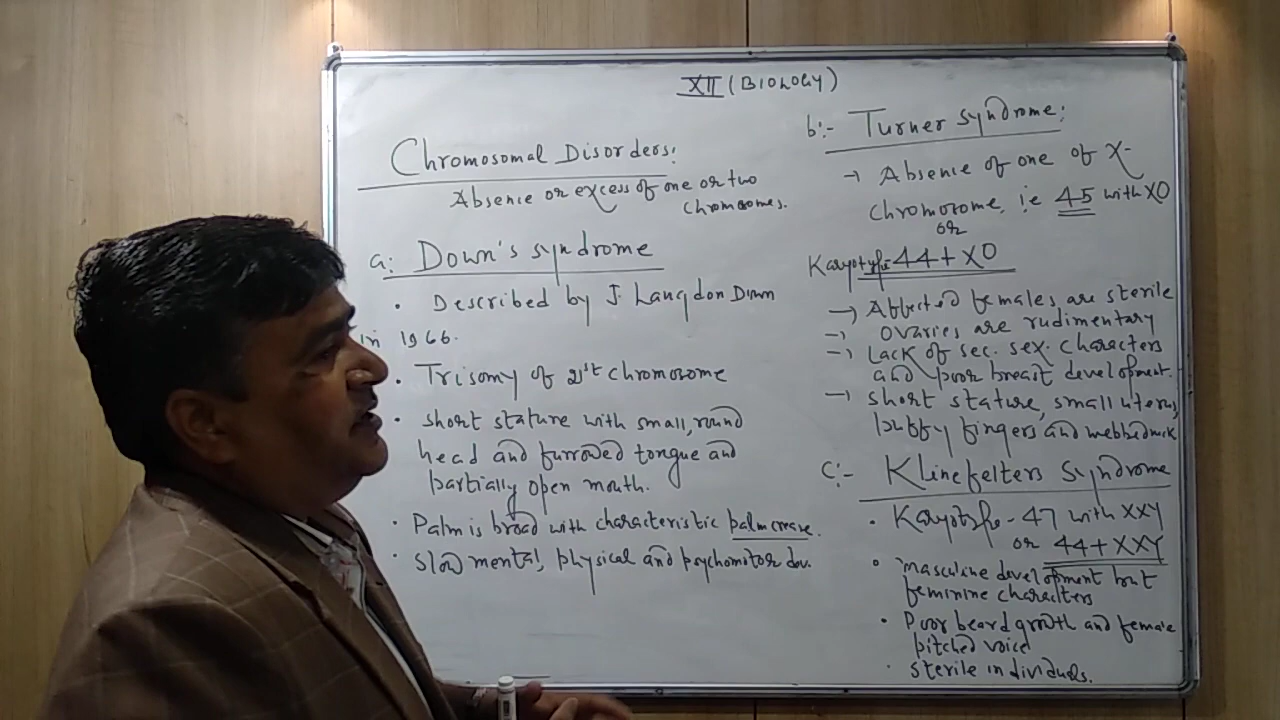 XII (BIOLOGY)
Chromosomal Disorders:
Absence or excess of one or two
chromosomes.
a: Down's syndrome
• Described by J. Langdon Down
in 1966.
• Trisomy of 21st chromosome
• short stature with small, round
head and furrowed tongue and
partially open mouth.
• Palm is broad with characteristic palm crease.
• Slow mental, physical and psychomotor dev.
b:- Turner syndrome:
→ Absence of one of X-
chromosome, i.e 45 with XO
or
Karyotype 44 + XO
→ Affected females are sterile
→ ovaries are rudimentary
→ Lack of sec. sex. characters
and poor breast development.
→ short stature, small uterus,
puffy fingers and webbed neck
C:- Klinefelters Syndrome
• Karyotype - 47 with XXY
or 44 + XXY
• masculine development but
feminine characters
• Poor beard growth and female
pitched voice
• sterile individuals.